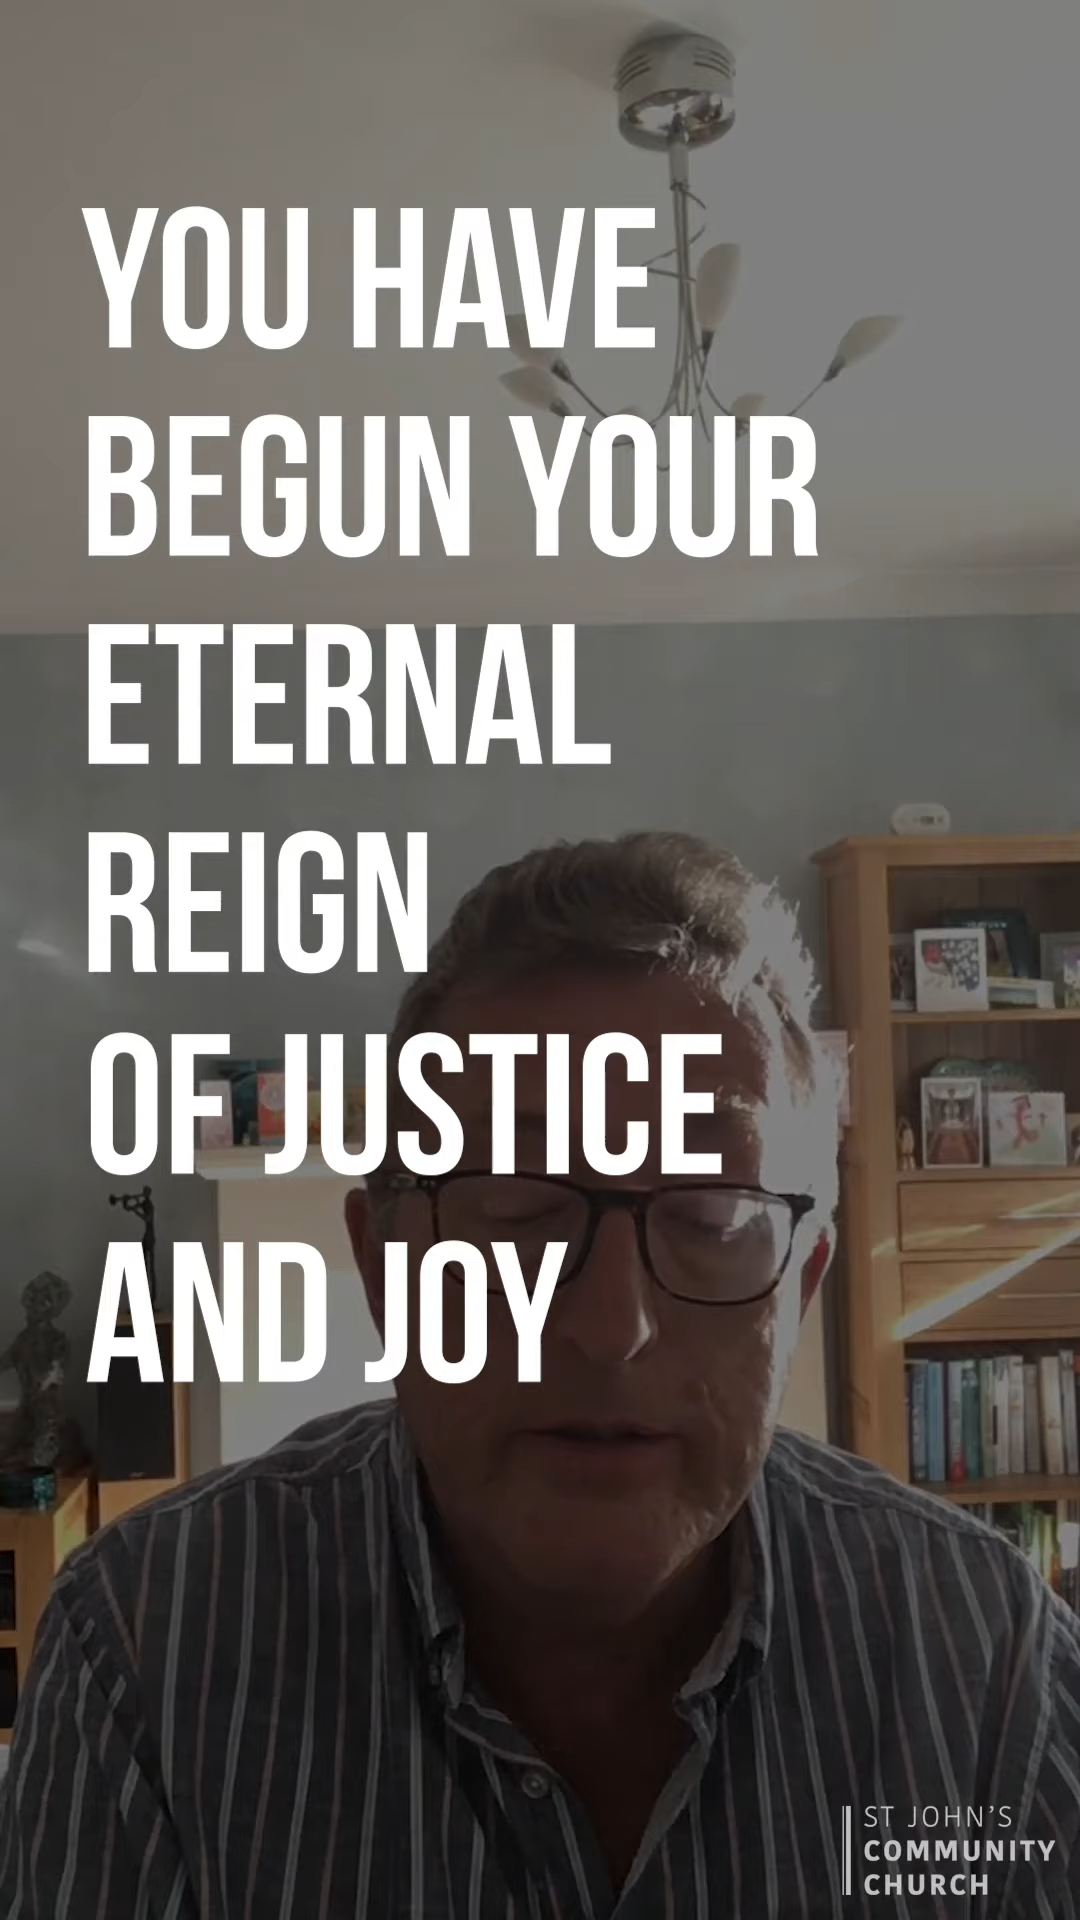 YOU HAVE
BEGUN YOUR
ETERNAL
REIGN
OF JUSTICE
AND JOY
ST JOHN'S
COMMUNITY
CHURCH